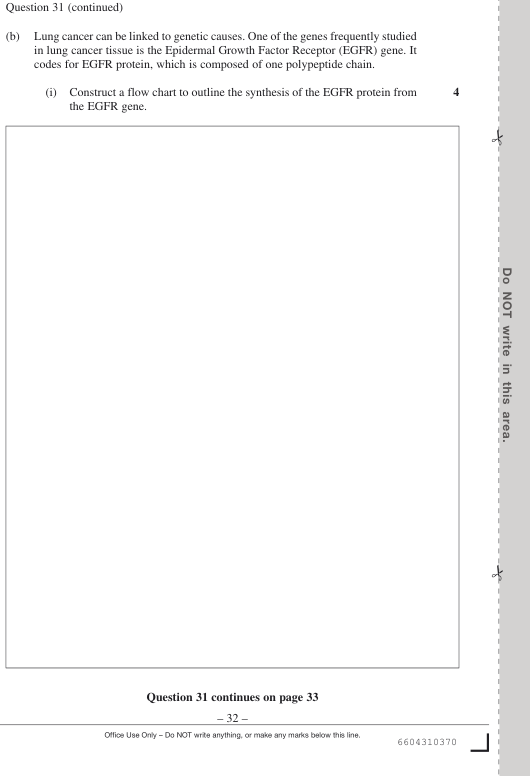 Question 31 (continued)
(b) Lung cancer can be linked to genetic causes. One of the genes frequently studied
in lung cancer tissue is the Epidermal Growth Factor Receptor (EGFR) gene. It
codes for EGFR protein, which is composed of one polypeptide chain.
(i) Construct a flow chart to outline the synthesis of the EGFR protein from 4
the EGFR gene.
Do NOT write in this area.
Question 31 continues on page 33
– 32 –
Office Use Only – Do NOT write anything, or make any marks below this line.
6604310370